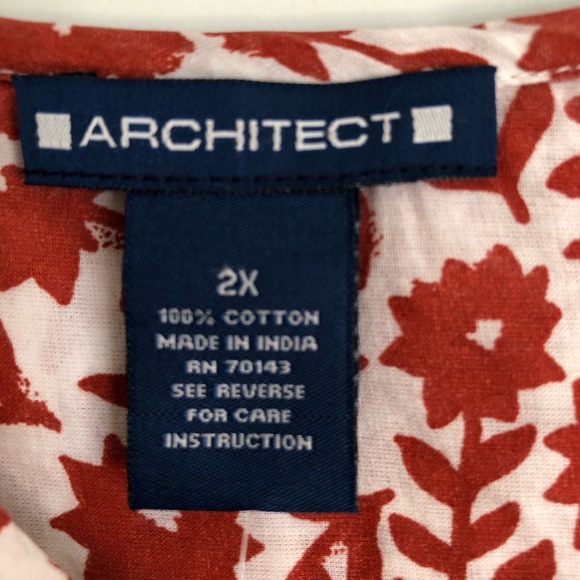 ARCHITECT
2X
100% COTTON
MADE IN INDIA
RN 70143
SEE REVERSE
FOR CARE
INSTRUCTION